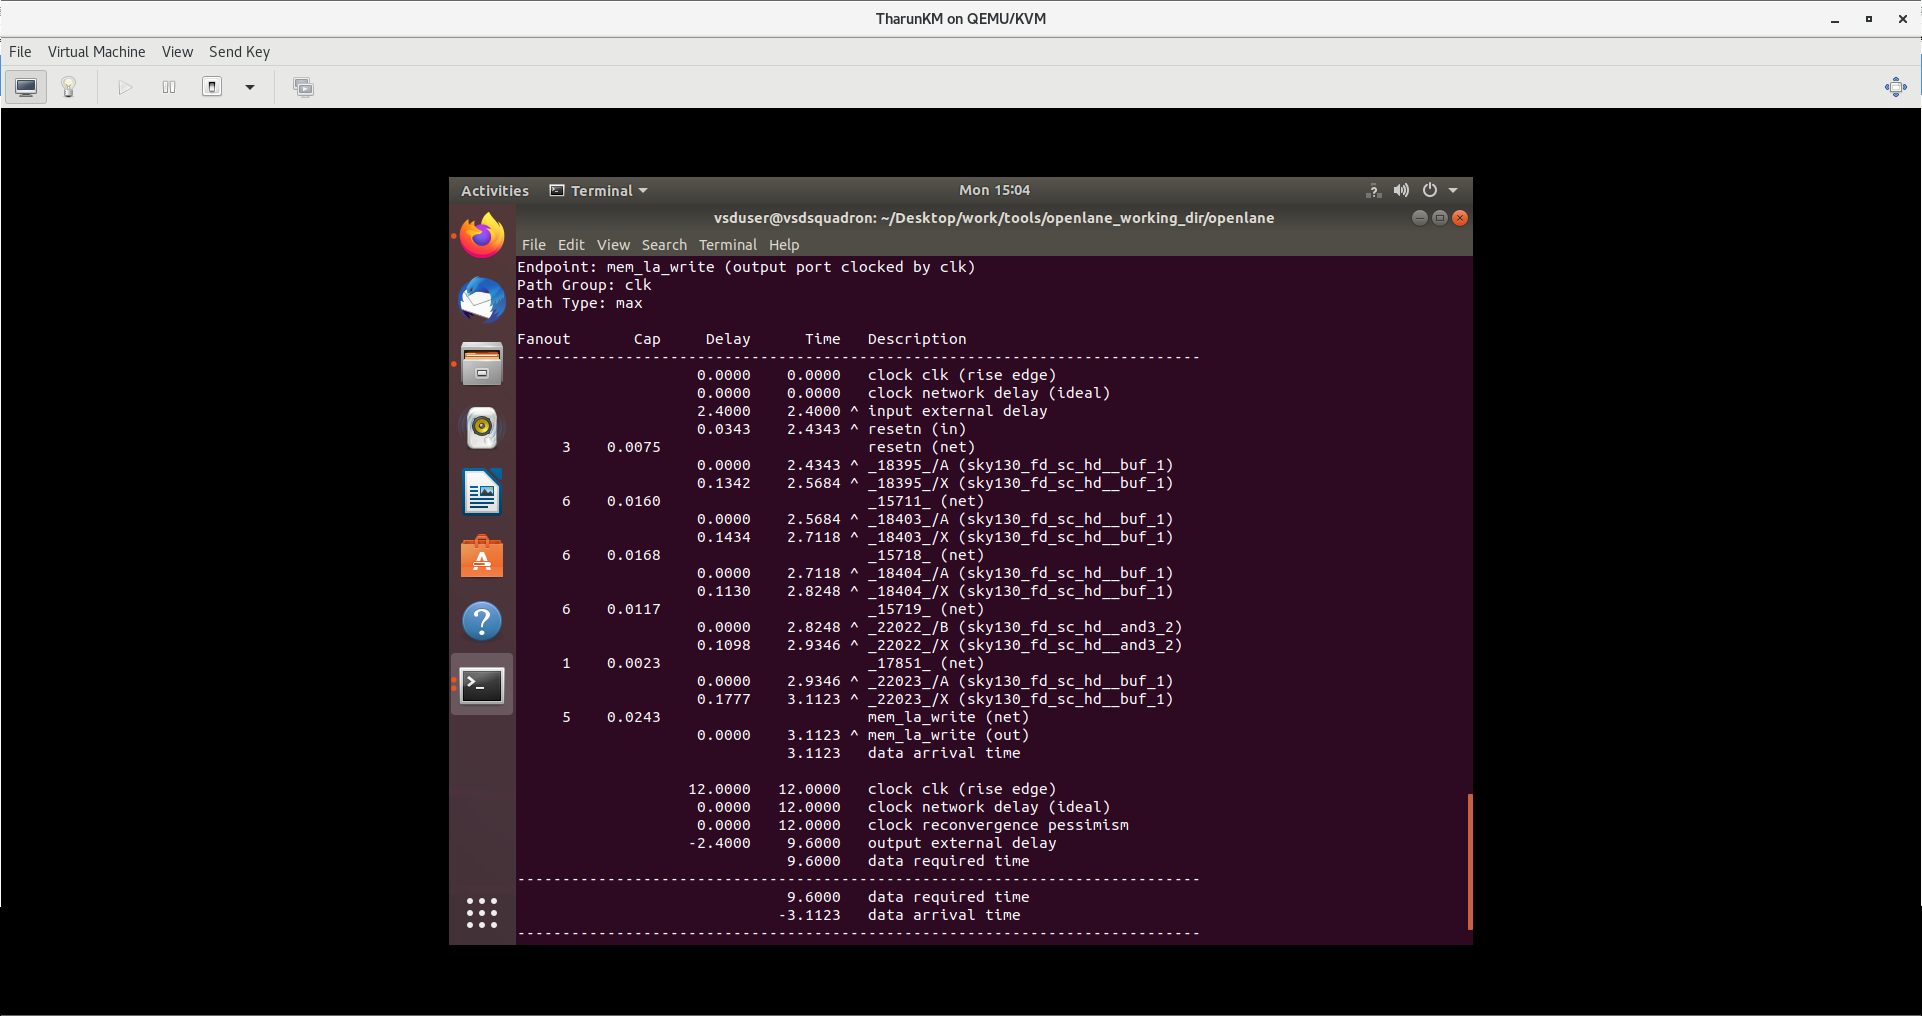 TharunKM on QEMU/KVM
File Virtual Machine View Send Key
Activities Terminal Mon 15:04
vsduser@vsdsquadron: ~/Desktop/work/tools/openlane_working_dir/openlane
File Edit View Search Terminal Help
Endpoint: mem_la_write (output port clocked by clk)
Path Group: clk
Path Type: max
Fanout Cap Delay Time Description
-----------------------------------------------------------------------------
0.0000 0.0000 clock clk (rise edge)
0.0000 0.0000 clock network delay (ideal)
2.4000 2.4000 ^ input external delay
0.0343 2.4343 ^ resetn (in)
3 0.0075 resetn (net)
0.0000 2.4343 ^ _18395_/A (sky130_fd_sc_hd__buf_1)
0.1342 2.5684 ^ _18395_/X (sky130_fd_sc_hd__buf_1)
6 0.0160 _15711_ (net)
0.0000 2.5684 ^ _18403_/A (sky130_fd_sc_hd__buf_1)
0.1434 2.7118 ^ _18403_/X (sky130_fd_sc_hd__buf_1)
6 0.0168 _15718_ (net)
0.0000 2.7118 ^ _18404_/A (sky130_fd_sc_hd__buf_1)
0.1130 2.8248 ^ _18404_/X (sky130_fd_sc_hd__buf_1)
6 0.0117 _15719_ (net)
0.0000 2.8248 ^ _22022_/B (sky130_fd_sc_hd__and3_2)
0.1098 2.9346 ^ _22022_/X (sky130_fd_sc_hd__and3_2)
1 0.0023 _17851_ (net)
0.0000 2.9346 ^ _22023_/A (sky130_fd_sc_hd__buf_1)
0.1777 3.1123 ^ _22023_/X (sky130_fd_sc_hd__buf_1)
5 0.0243 mem_la_write (net)
0.0000 3.1123 ^ mem_la_write (out)
3.1123 data arrival time
12.0000 12.0000 clock clk (rise edge)
0.0000 12.0000 clock network delay (ideal)
0.0000 12.0000 clock reconvergence pessimism
-2.4000 9.6000 output external delay
9.6000 data required time
-----------------------------------------------------------------------------
9.6000 data required time
-3.1123 data arrival time
-----------------------------------------------------------------------------